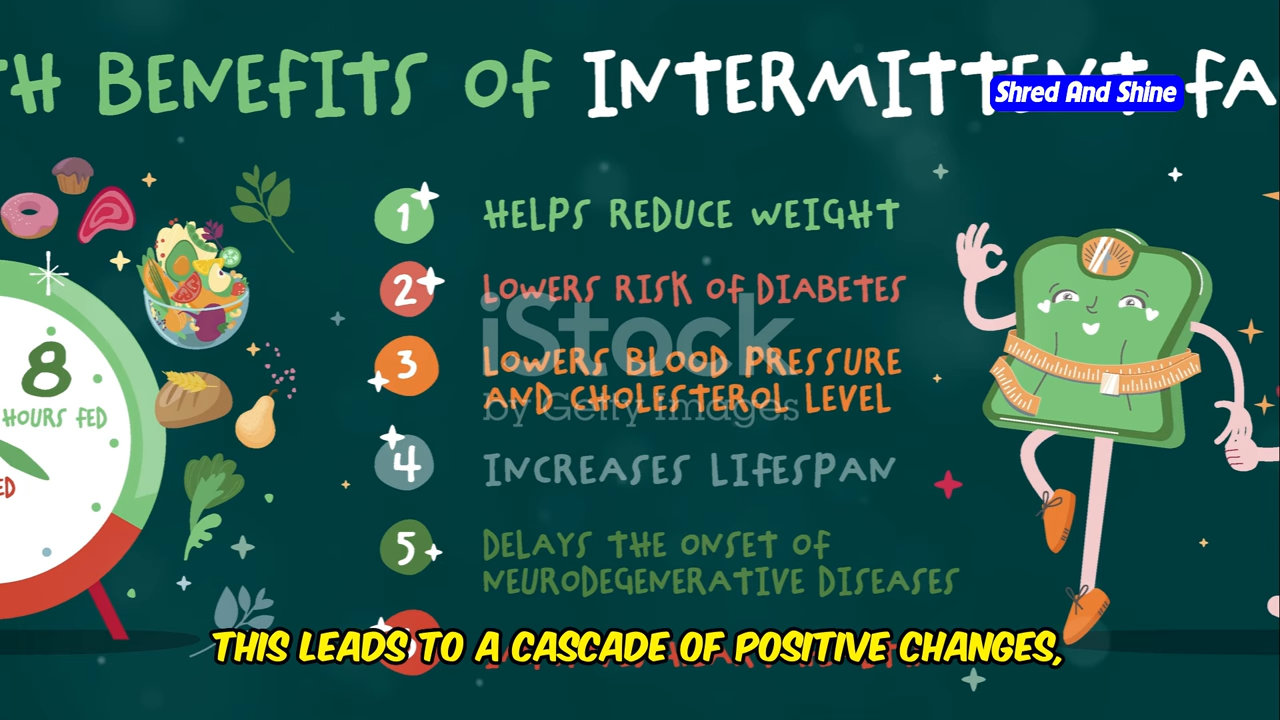 TH BENEFITS OF INTERMITTENT FA
Shred And Shine
1 HELPS REDUCE WEIGHT
2 LOWERS RISK OF DIABETES
3 LOWERS BLOOD PRESSURE
AND CHOLESTEROL LEVEL
iStock
by Getty Images
4 INCREASES LIFESPAN
5 DELAYS THE ONSET OF
NEURODEGENERATIVE DISEASES
8
HOURS FED
ED
THIS LEADS TO A CASCADE OF POSITIVE CHANGES,